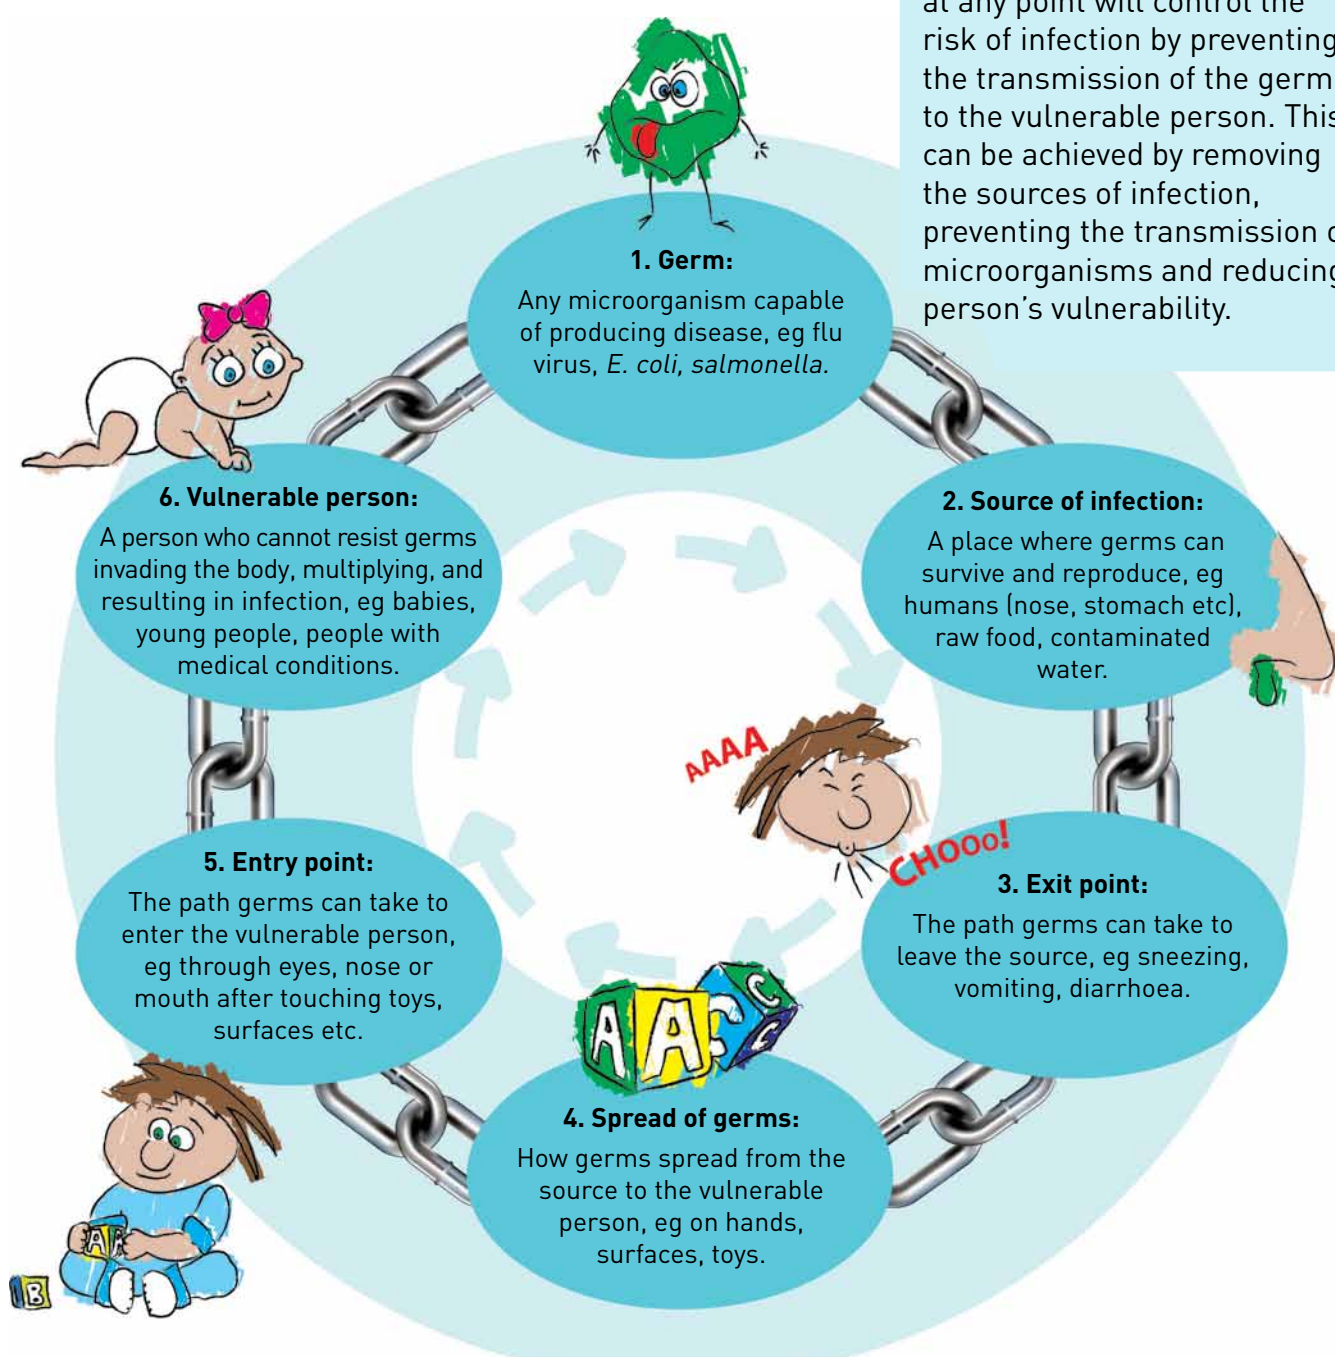 at any point will control the
risk of infection by preventing
the transmission of the germ
to the vulnerable person. This
can be achieved by removing
the sources of infection,
preventing the transmission
microorganisms and reducing
person's vulnerability.
1. Germ:
Any microorganism capable
of producing disease, eg flu
virus, E. coli, salmonella.
2. Source of infection:
A place where germs can
survive and reproduce, eg
humans (nose, stomach etc),
raw food, contaminated
water.
AAAA
CHOOo!
3. Exit point:
The path germs can take to
leave the source, eg sneezing,
vomiting, diarrhoea.
A A C C
4. Spread of germs:
How germs spread from the
source to the vulnerable
person, eg on hands,
surfaces, toys.
5. Entry point:
The path germs can take to
enter the vulnerable person,
eg through eyes, nose or
mouth after touching toys,
surfaces etc.
A
B
6. Vulnerable person:
A person who cannot resist germs
invading the body, multiplying, and
resulting in infection, eg babies,
young people, people with
medical conditions.